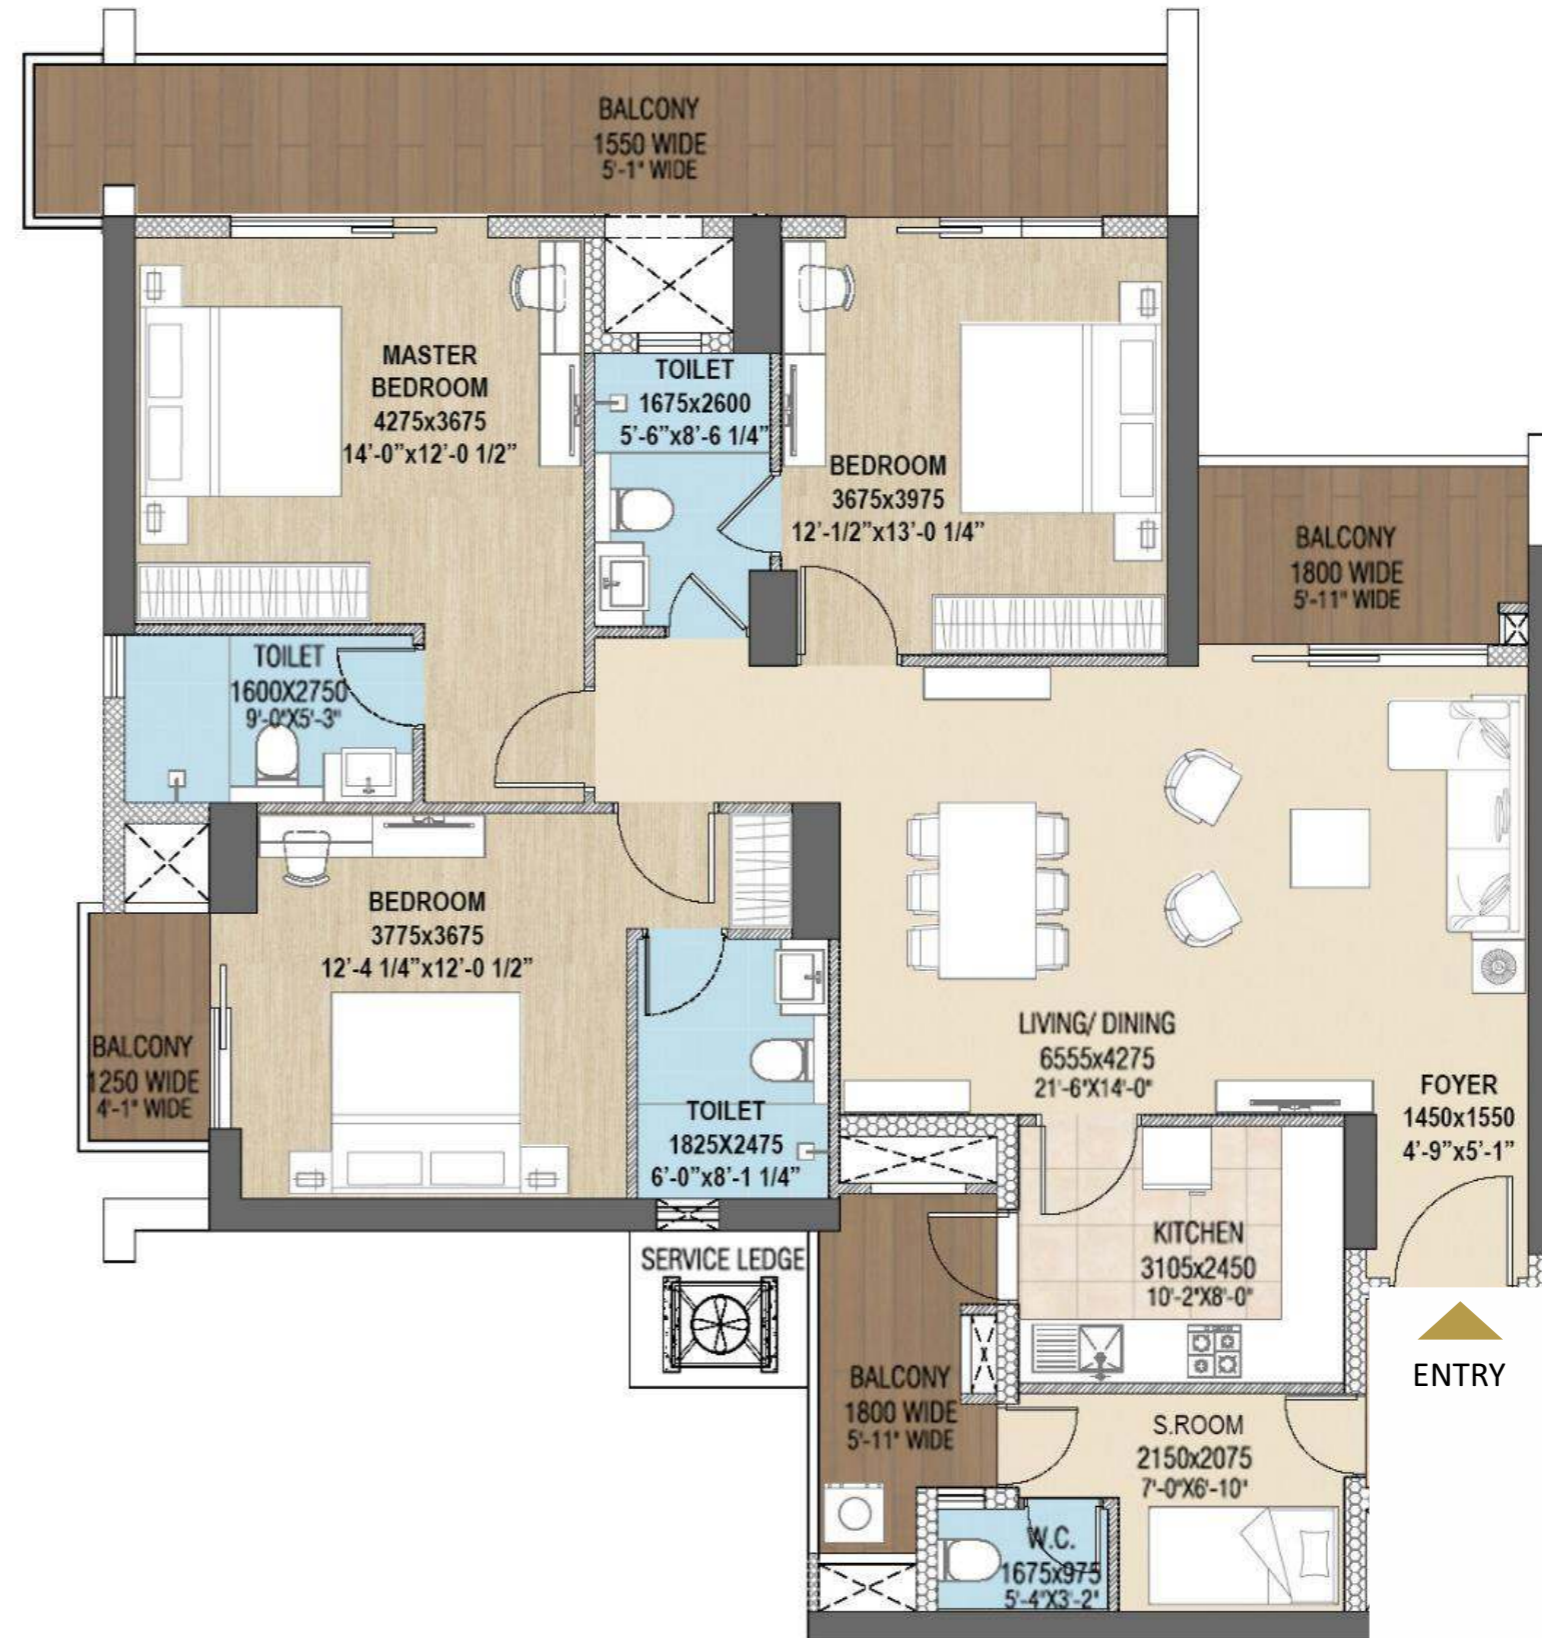 BALCONY
1550 WIDE
5'-1" WIDE
MASTER
BEDROOM
4275x3675
14'-0"x12'-0 1/2"
TOILET
1675x2600
5'-6"x8'-6 1/4"
BEDROOM
3675x3975
12'-1/2"x13'-0 1/4"
BALCONY
1800 WIDE
5'-11" WIDE
TOILET
1600X2750
9'-0"X5'-3"
BEDROOM
3775x3675
12'-4 1/4"x12'-0 1/2"
BALCONY
1250 WIDE
4'-1" WIDE
LIVING/ DINING
6555x4275
21'-6"X14'-0"
FOYER
1450x1550
4'-9"x5'-1"
TOILET
1825X2475
6'-0"x8'-1 1/4"
SERVICE LEDGE
KITCHEN
3105x2450
10'-2"X8'-0"
ENTRY
BALCONY
1800 WIDE
5'-11" WIDE
S.ROOM
2150x2075
7'-0"X6'-10"
W.C.
1675x975
5'-4"X3'-2"